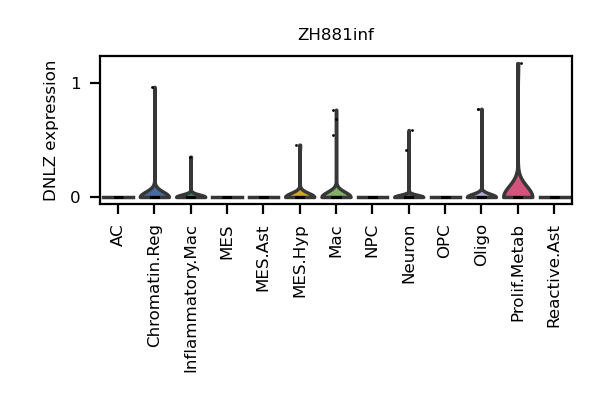 ZH881inf
DNLZ expression
1
0
AC
Chromatin.Reg
Inflammatory.Mac
MES
MES.Ast
MES.Hyp
Mac
NPC
Neuron
OPC
Oligo
Prolif.Metab
Reactive.Ast